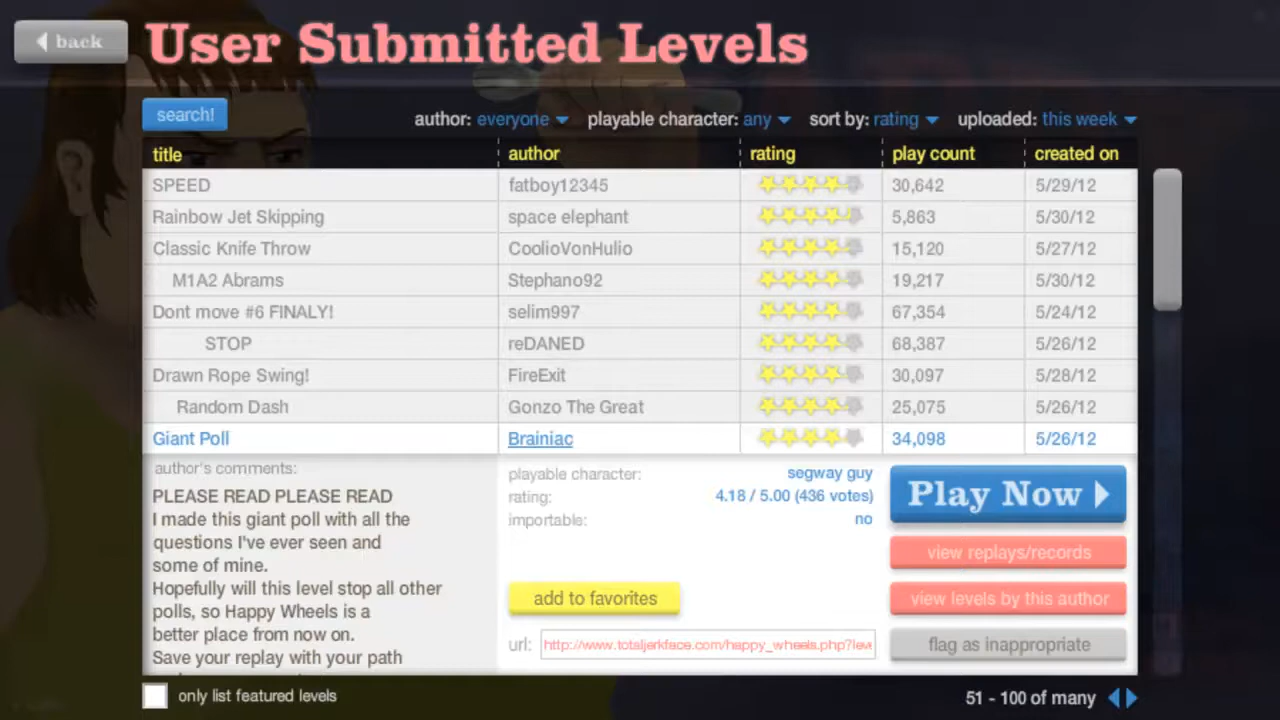 back
User Submitted Levels
search!
author: everyone playable character: any sort by: rating uploaded: this week
title author rating play count created on
SPEED fatboy12345 30,642 5/29/12
Rainbow Jet Skipping space elephant 5,863 5/30/12
Classic Knife Throw CoolioVonHulio 15,120 5/27/12
M1A2 Abrams Stephano92 19,217 5/30/12
Dont move #6 FINALY! selim997 67,354 5/24/12
STOP reDANED 68,387 5/26/12
Drawn Rope Swing! FireExit 30,097 5/28/12
Random Dash Gonzo The Great 25,075 5/26/12
Giant Poll Brainiac 34,098 5/26/12
author's comments:
PLEASE READ PLEASE READ
I made this giant poll with all the
questions I've ever seen and
some of mine.
Hopefully will this level stop all other
polls, so Happy Wheels is a
better place from now on.
Save your replay with your path
playable character: segway guy
rating: 4.18 / 5.00 (436 votes)
importable: no
add to favorites
url: http://www.totaljerkface.com/happy_wheels.php?lev
Play Now
view replays/records
view levels by this author
flag as inappropriate
only list featured levels
51 - 100 of many